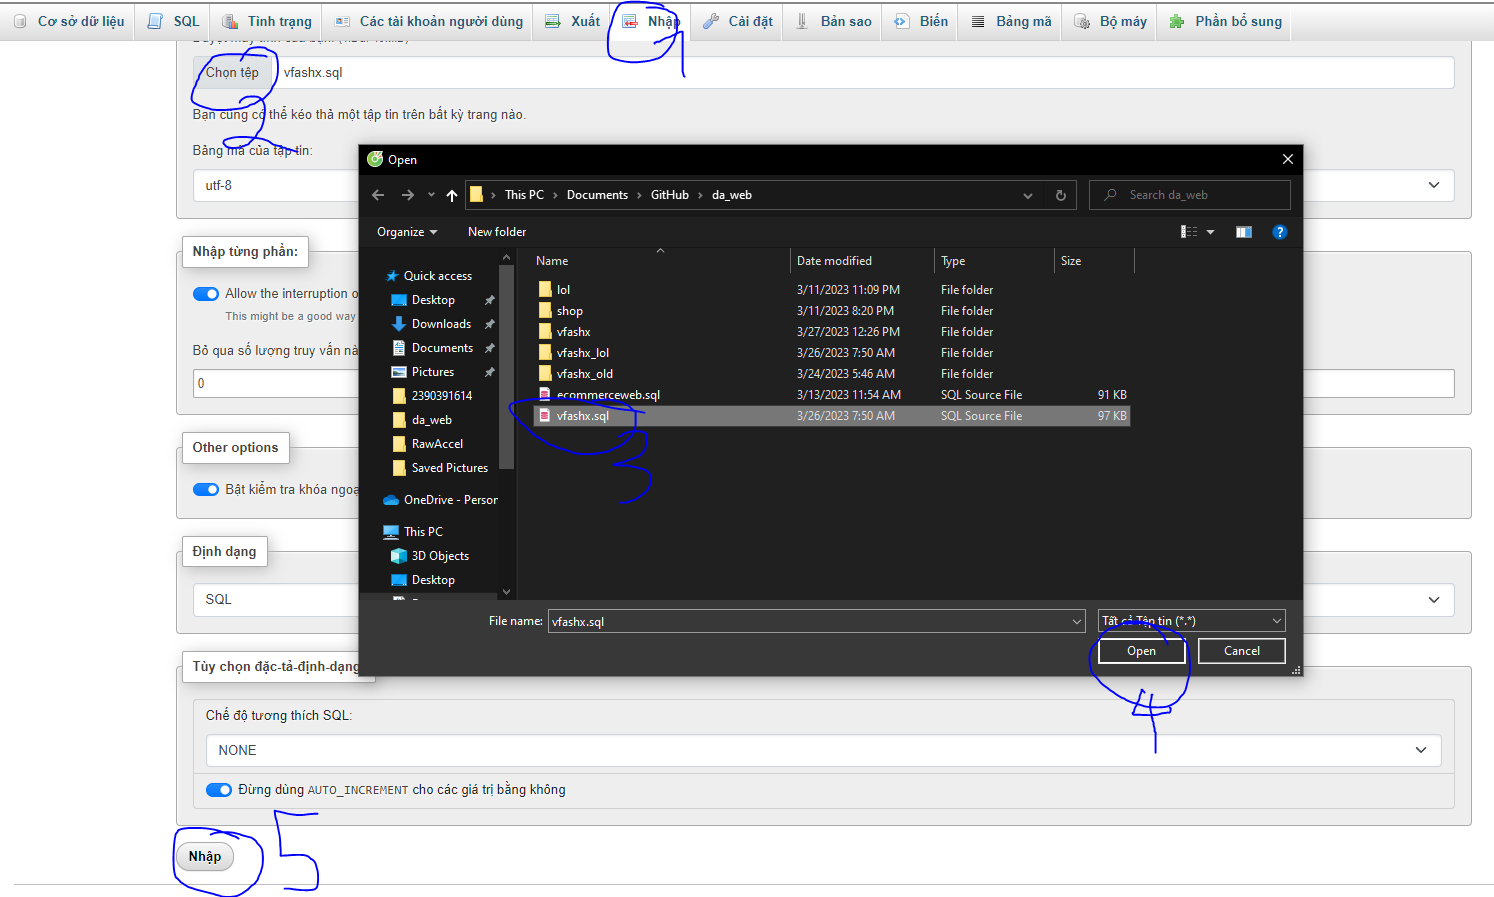 Cơ sở dữ liệu SQL Tình trạng Các tài khoản người dùng Xuất Nhập Cài đặt Bản sao Biến Bảng mã Bộ máy Phần bổ sung
1
Chọn tệp vfashx.sql
Bạn cũng có thể kéo thả một tập tin trên bất kỳ trang nào.
2
Bảng mã của tập tin:
utf-8
Nhập từng phần:
Allow the interruption o
This might be a good way
Bỏ qua số lượng truy vấn nà
0
Other options
Bật kiểm tra khóa ngoạ
Định dạng
SQL
Tùy chọn đặc-tả-định-dạng
Open
This PC Documents GitHub da_web
Search da_web
Organize New folder
Quick access
Desktop
Downloads
Documents
Pictures
2390391614
da_web
RawAccel
Saved Pictures
OneDrive - Person
This PC
3D Objects
Desktop
Name Date modified Type Size
lol 3/11/2023 11:09 PM File folder
shop 3/11/2023 8:20 PM File folder
vfashx 3/27/2023 12:26 PM File folder
vfashx_lol 3/26/2023 7:50 AM File folder
vfashx_old 3/24/2023 5:46 AM File folder
ecommerceweb.sql 3/13/2023 11:54 AM SQL Source File 91 KB
vfashx.sql 3/26/2023 7:50 AM SQL Source File 97 KB
3
File name: vfashx.sql Tất cả Tập tin (*.*)
Open Cancel
4
Chế độ tương thích SQL:
NONE
Đừng dùng AUTO_INCREMENT cho các giá trị bằng không
5
Nhập